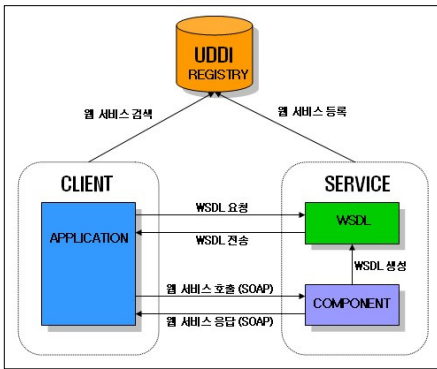 UDDI
REGISTRY
웹 서비스 검색
웹 서비스 등록
CLIENT
SERVICE
APPLICATION
WSDL 요청
WSDL
WSDL 전송
WSDL 생성
웹 서비스 호출 (SOAP)
COMPONENT
웹 서비스 응답 (SOAP)